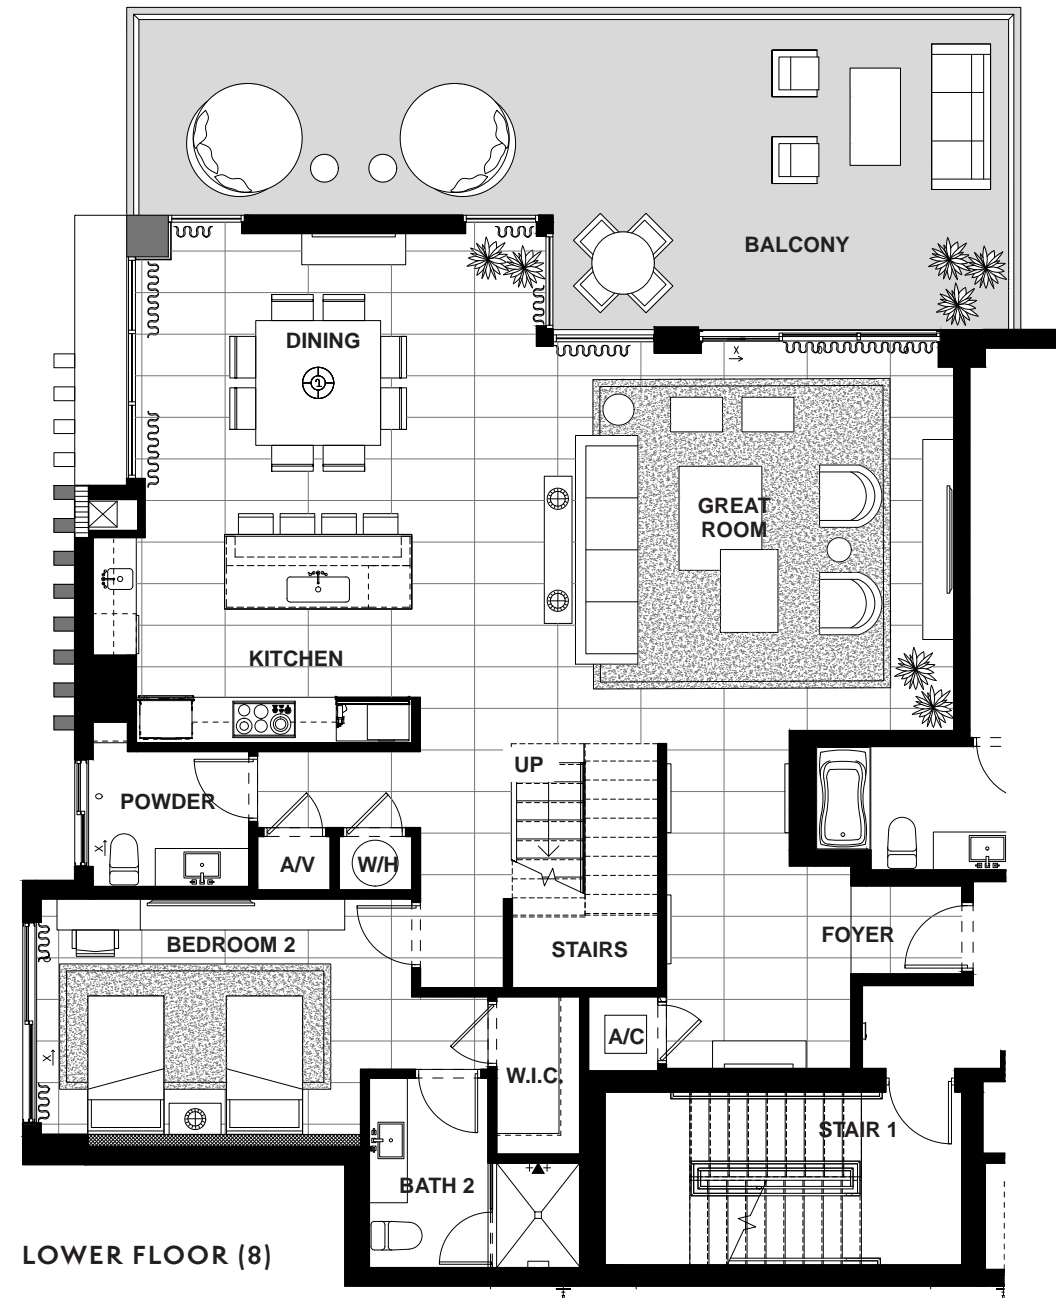 BALCONY
DINING
GREAT
ROOM
KITCHEN
UP
POWDER
A/V
W/H
BEDROOM 2
STAIRS
FOYER
A/C
W.I.C.
STAIR 1
BATH 2
LOWER FLOOR (8)
X
X
X